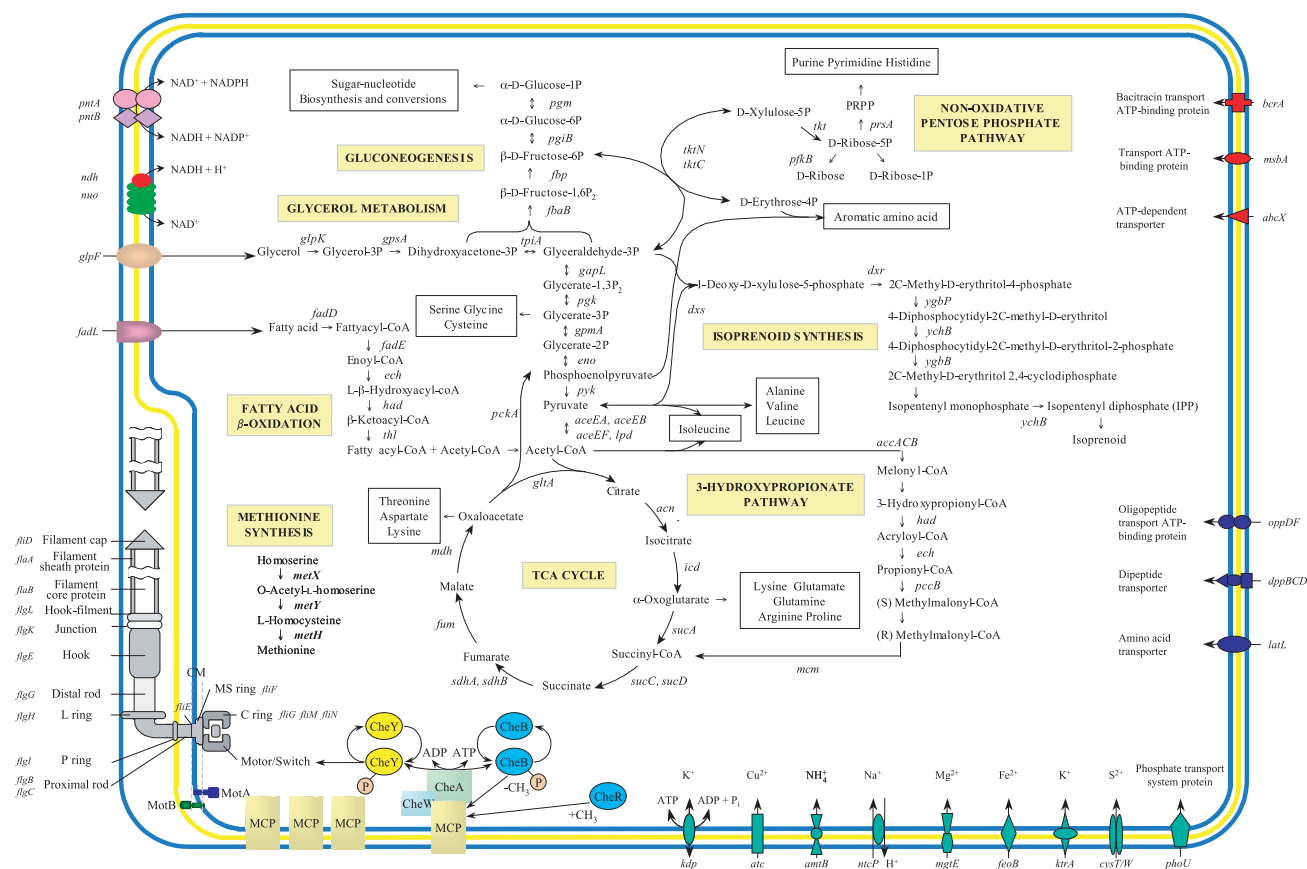 pntA
pntB
NAD⁺ + NADPH
NADH + NADP⁺
ndh
nuo
NADH + H⁺
NAD⁺
glpF
fadL
Sugar-nucleotide
Biosynthesis and conversions
α-D-Glucose-1P
pgm
α-D-Glucose-6P
pgiB
GLUCONEOGENESIS
β-D-Fructose-6P
fbp
β-D-Fructose-1,6P₂
fbaB
GLYCEROL METABOLISM
Glycerol
glpK
Glycerol-3P
gpsA
Dihydroxyacetone-3P
tpiA
Glyceraldehyde-3P
gapL
Glycerate-1,3P₂
pgk
Glycerate-3P
gpmA
Glycerate-2P
eno
Phosphoenolpyruvate
pyk
Pyruvate
aceEA, aceEB
aceEF, lpd
Acetyl-CoA
Serine Glycine
Cysteine
Purine Pyrimidine Histidine
PRPP
prsA
NON-OXIDATIVE
PENTOSE PHOSPHATE
PATHWAY
D-Xylulose-5P
tkt
D-Ribose-5P
pfkB
D-Ribose
D-Ribose-1P
tktN
tktC
D-Erythrose-4P
Aromatic amino acid
1-Deoxy-D-xylulose-5-phosphate
dxr
dxs
2C-Methyl-D-erythritol-4-phosphate
ygbP
4-Diphosphocytidyl-2C-methyl-D-erythritol
ychB
4-Diphosphocytidyl-2C-methyl-D-erythritol-2-phosphate
ygbB
2C-Methyl-D-erythritol 2,4-cyclodiphosphate
Isopentenyl monophosphate
ychB
Isopentenyl diphosphate (IPP)
Isoprenoid
ISOPRENOID SYNTHESIS
Alanine
Valine
Leucine
Isoleucine
Fatty acid
fadD
Fattyacyl-CoA
fadE
Enoyl-CoA
ech
L-β-Hydroxyacyl-coA
had
β-Ketoacyl-CoA
thl
Fatty acyl-CoA + Acetyl-CoA
FATTY ACID
β-OXIDATION
pckA
gltA
Citrate
acn
Isocitrate
icd
α-Oxoglutarate
sucA
Succinyl-CoA
sucC, sucD
Succinate
sdhA, sdhB
Fumarate
fum
Malate
mdh
Oxaloacetate
TCA CYCLE
Threonine
Aspartate
Lysine
Lysine Glutamate
Glutamine
Arginine Proline
METHIONINE
SYNTHESIS
Homoserine
metX
O-Acetyl-L-homoserine
metY
L-Homocysteine
metH
Methionine
3-HYDROXYPROPIONATE
PATHWAY
accACB
Melony1-CoA
3-Hydroxypropionyl-CoA
had
Acryloyl-CoA
ech
Propionyl-CoA
pccB
(S) Methylmalonyl-CoA
(R) Methylmalonyl-CoA
mcm
Bacitracin transport
ATP-binding protein
bcrA
Transport ATP-
binding protein
msbA
ATP-dependent
transporter
abcX
Oligopeptide
transport ATP-
binding protein
oppDF
Dipeptide
transporter
dppBCD
Amino acid
transporter
latL
fliD Filament cap
flaA Filament
sheath protein
flaB Filament
core protein
flgL Hook-filment
flgK Junction
flgE Hook
flgG Distal rod
flgH L ring
flgI P ring
flgB
flgC
Proximal rod
CM
fliE
MS ring fliF
C ring fliG fliM fliN
Motor/Switch
MotA
MotB
CheY
CheY
P
ADP
ATP
CheB
CheB
P
CheA
CheW
–CH₃
CheR
+CH₃
MCP
MCP
MCP
MCP
K⁺
ATP
ADP + Pᵢ
kdp
Cu²⁺
atc
NH₄⁺
amtB
Na⁺
ntcP
H⁺
Mg²⁺
mgtE
Fe²⁺
feoB
K⁺
ktrA
S²⁺
cysT/W
Phosphate transport
system protein
phoU